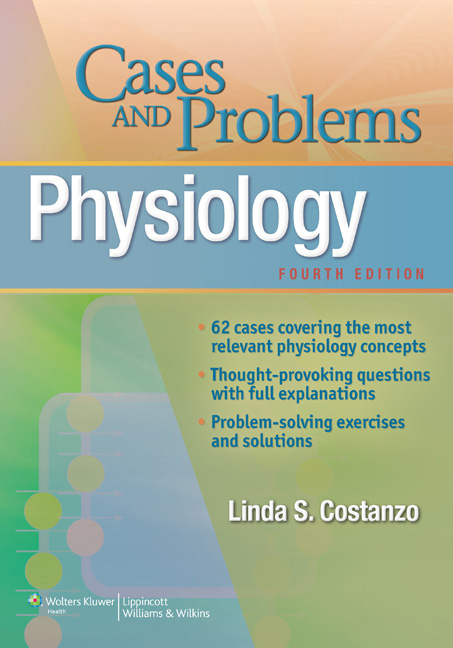 Cases
AND Problems
Physiology
FOURTH EDITION
• 62 cases covering the most
relevant physiology concepts
• Thought-provoking questions
with full explanations
• Problem-solving exercises
and solutions
Linda S. Costanzo
Wolters Kluwer
Health
Lippincott
Williams & Wilkins